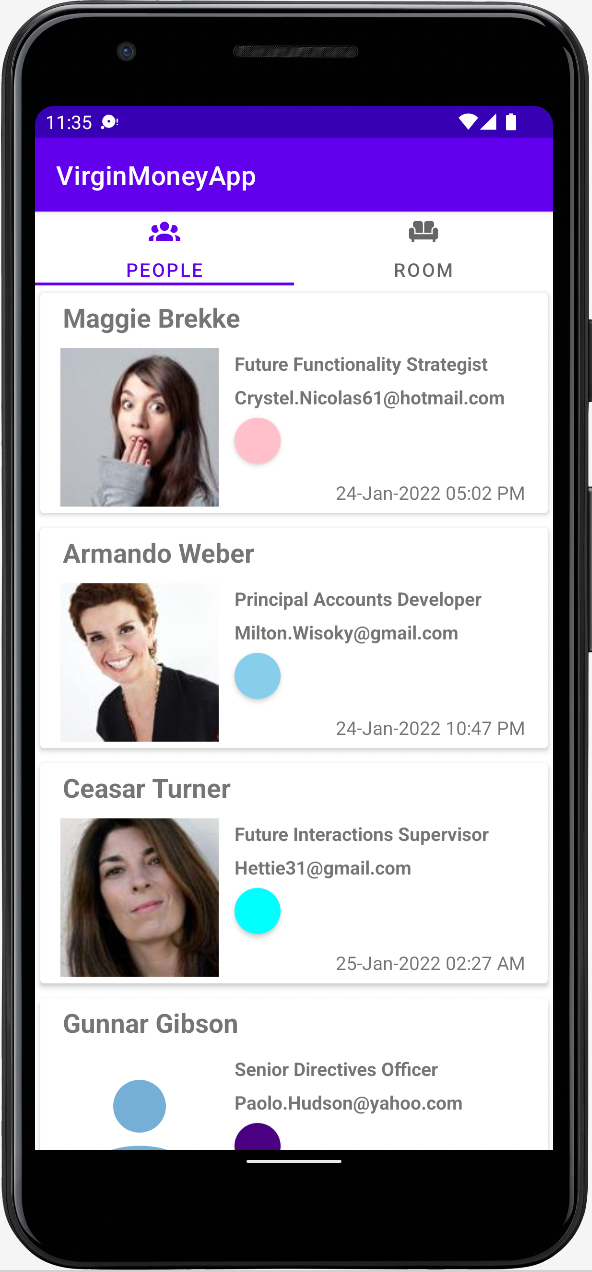 11:35
VirginMoneyApp
PEOPLE
ROOM
Maggie Brekke
Future Functionality Strategist
Crystel.Nicolas61@hotmail.com
24-Jan-2022 05:02 PM
Armando Weber
Principal Accounts Developer
Milton.Wisoky@gmail.com
24-Jan-2022 10:47 PM
Ceasar Turner
Future Interactions Supervisor
Hettie31@gmail.com
25-Jan-2022 02:27 AM
Gunnar Gibson
Senior Directives Officer
Paolo.Hudson@yahoo.com